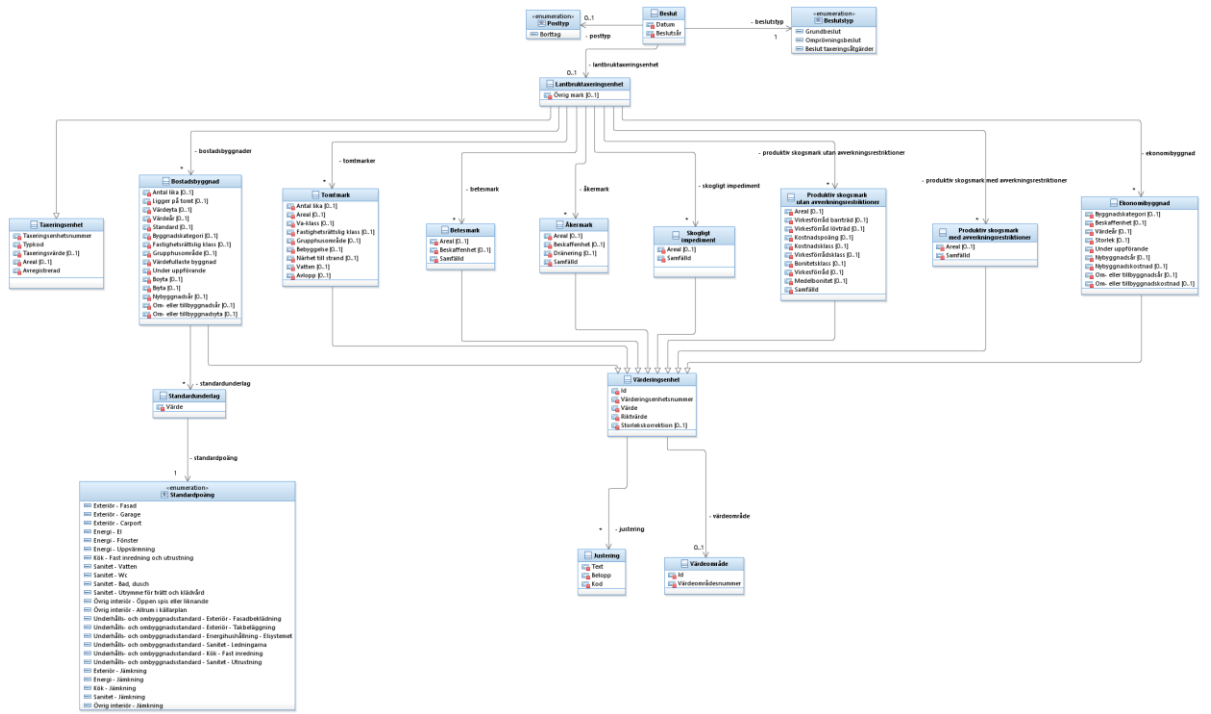 «enumeration»
Posttyp
Borttag
0..1
- posttyp
Beslut
Datum
Beslutsår
- beslutstyp
1
«enumeration»
Beslutstyp
Grundbeslut
Omprövningsbeslut
Beslut taxeringsåtgärder
- lantbruktaxeringsenhet
0..1
Lantbruktaxeringsenhet
Övrig mark [0..1]
- bostadsbyggnader
*
- tomtmarker
*
- betesmark
*
- åkermark
*
- skogligt impediment
*
- produktiv skogsmark utan avverkningsrestriktioner
*
- produktiv skogsmark med avverkningsrestriktioner
*
- ekonomibyggnad
*
Taxeringsenhet
Taxeringsenhetsnummer
Typkod
Taxeringsvärde [0..1]
Areal [0..1]
Avregistrerad
Bostadsbyggnad
Antal lika [0..1]
Ligger på tomt [0..1]
Värdeyta [0..1]
Värdeår [0..1]
Standard [0..1]
Byggnadskategori [0..1]
Fastighetsrättslig klass [0..1]
Grupphusområde [0..1]
Värdefullaste byggnad
Under uppförande
Boyta [0..1]
Biyta [0..1]
Nybyggnadsår [0..1]
Om- eller tillbyggnadsår [0..1]
Om- eller tillbyggnadsyta [0..1]
Tomtmark
Antal lika [0..1]
Areal [0..1]
Va-klass [0..1]
Fastighetsrättslig klass [0..1]
Grupphusområde [0..1]
Bebyggelse [0..1]
Närhet till strand [0..1]
Vatten [0..1]
Avlopp [0..1]
Betesmark
Areal [0..1]
Beskaffenhet [0..1]
Samfälld
Åkermark
Areal [0..1]
Beskaffenhet [0..1]
Dränering [0..1]
Samfälld
Skogligt
impediment
Areal [0..1]
Samfälld
Produktiv skogsmark
utan avverkningsrestriktioner
Areal [0..1]
Virkesförråd barrträd [0..1]
Virkesförråd lövträd [0..1]
Kostnadspoäng [0..1]
Kostnadsklass [0..1]
Virkesförrådsklass [0..1]
Bonitetsklass [0..1]
Virkesförråd [0..1]
Medelbonitet [0..1]
Samfälld
Produktiv skogsmark
med avverkningsrestriktioner
Areal [0..1]
Samfälld
Ekonomibyggnad
Byggnadskategori [0..1]
Beskaffenhet [0..1]
Värdeår [0..1]
Storlek [0..1]
Under uppförande
Nybyggnadsår [0..1]
Nybyggnadskostnad [0..1]
Om- eller tillbyggnadsår [0..1]
Om- eller tillbyggnadskostnad [0..1]
* - standardunderlag
Standardunderlag
Värde
- standardpoäng
1
Värderingsenhet
Id
Värderingsenhetsnummer
Värde
Riktvärde
Storlekskorrektion [0..1]
«enumeration»
Standardpoäng
Exteriör - Fasad
Exteriör - Garage
Exteriör - Carport
Energi - El
Energi - Fönster
Energi - Uppvärmning
Kök - Fast inredning och utrustning
Sanitet - Vatten
Sanitet - Wc
Sanitet - Bad, dusch
Sanitet - Utrymme för tvätt och klädvård
Övrig interiör - Öppen spis eller liknande
Övrig interiör - Allrum i källarplan
Underhålls- och ombyggnadsstandard - Exteriör - Fasadbeklädning
Underhålls- och ombyggnadsstandard - Exteriör - Takbeläggning
Underhålls- och ombyggnadsstandard - Energihushållning - Elsystemet
Underhålls- och ombyggnadsstandard - Sanitet - Ledningarna
Underhålls- och ombyggnadsstandard - Kök - Fast inredning
Underhålls- och ombyggnadsstandard - Sanitet - Utrustning
Exteriör - Jämkning
Energi - Jämkning
Kök - Jämkning
Sanitet - Jämkning
Övrig interiör - Jämkning
* - justering
Justering
Text
Belopp
Kod
- värdeområde
0..1
Värdeområde
Id
Värdeområdesnummer